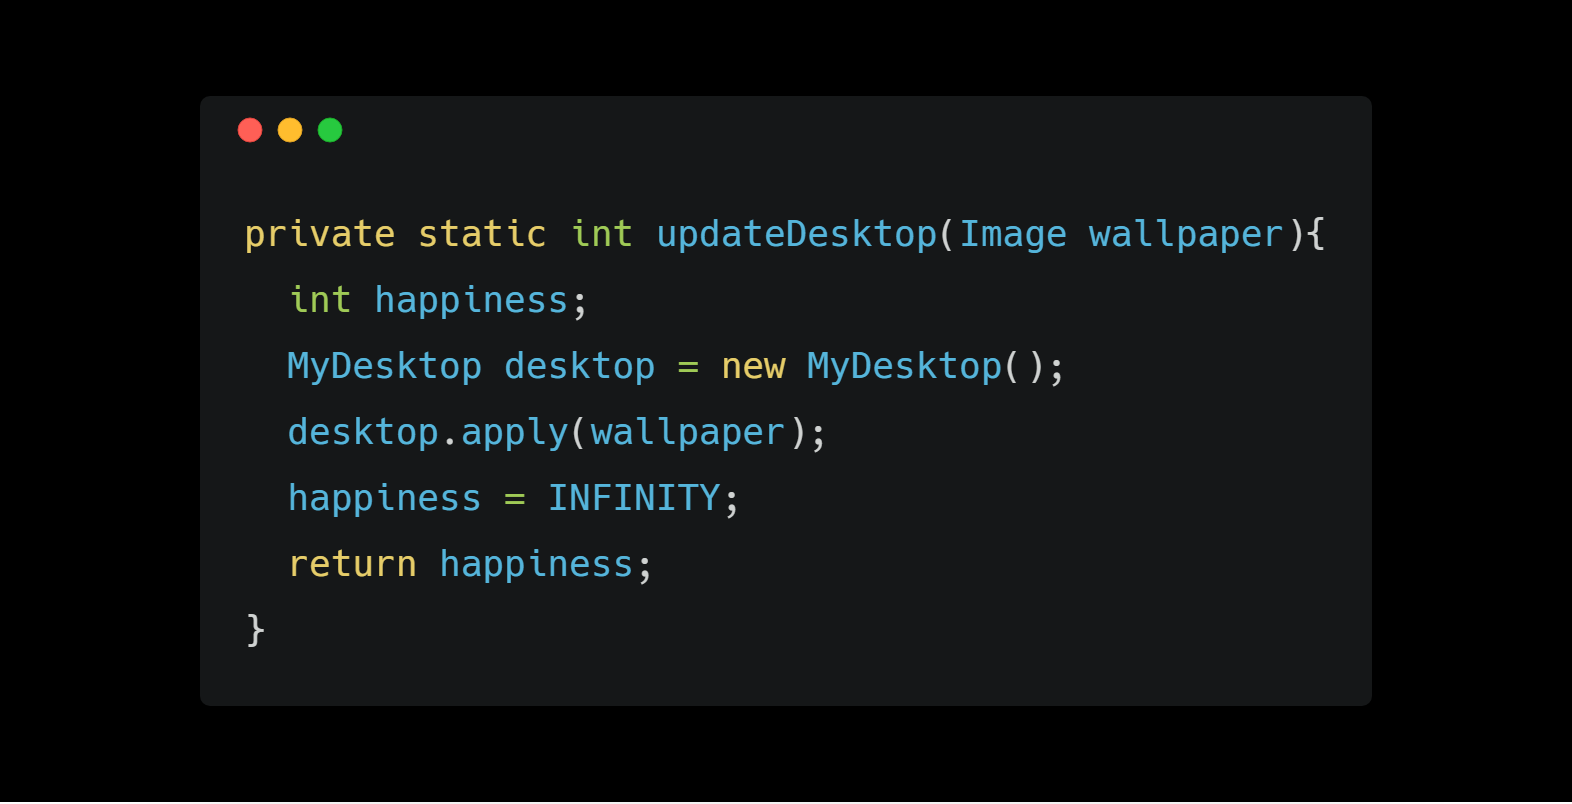 private static int updateDesktop(Image wallpaper){
  int happiness;
  MyDesktop desktop = new MyDesktop();
  desktop.apply(wallpaper);
  happiness = INFINITY;
  return happiness;
}